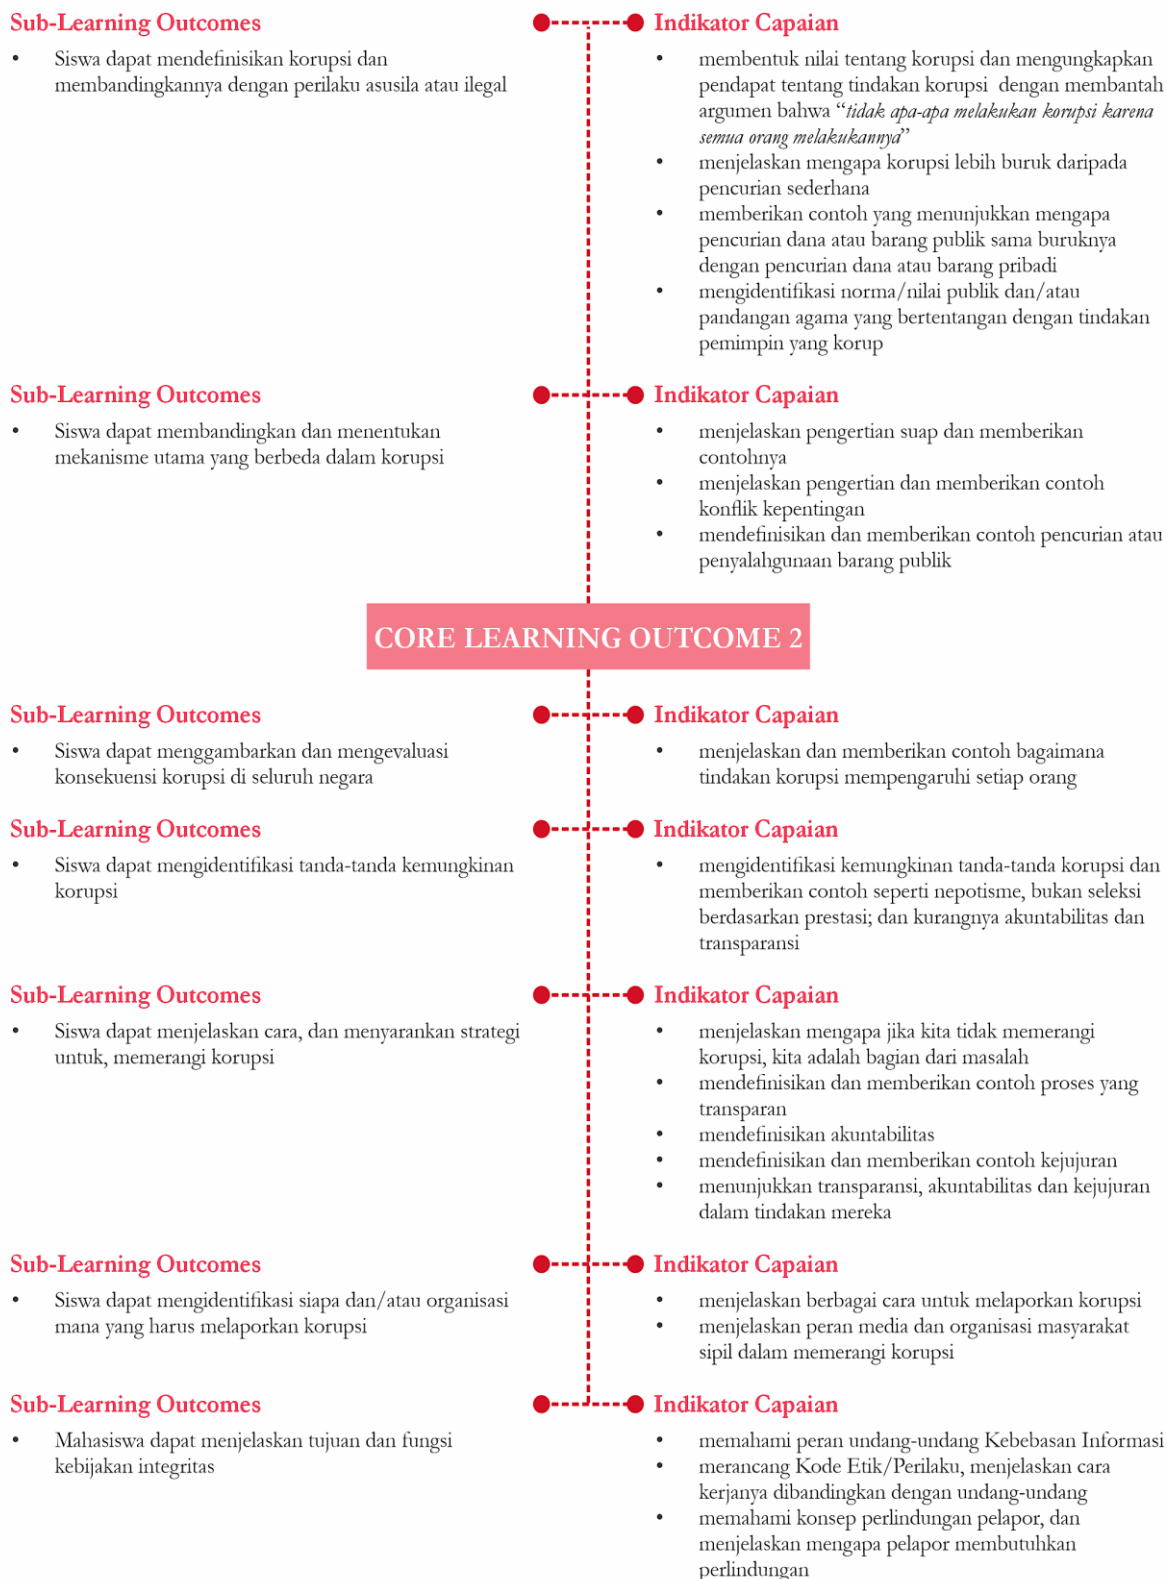 Sub-Learning Outcomes
• Siswa dapat mendefinisikan korupsi dan
membandingkannya dengan perilaku asusila atau ilegal
Indikator Capaian
• membentuk nilai tentang korupsi dan mengungkapkan
pendapat tentang tindakan korupsi dengan membantah
argumen bahwa “tidak apa-apa melakukan korupsi karena
semua orang melakukannya”
• menjelaskan mengapa korupsi lebih buruk daripada
pencurian sederhana
• memberikan contoh yang menunjukkan mengapa
pencurian dana atau barang publik sama buruknya
dengan pencurian dana atau barang pribadi
• mengidentifikasi norma/nilai publik dan/atau
pandangan agama yang bertentangan dengan tindakan
pemimpin yang korup
Sub-Learning Outcomes
• Siswa dapat membandingkan dan menentukan
mekanisme utama yang berbeda dalam korupsi
Indikator Capaian
• menjelaskan pengertian suap dan memberikan
contohnya
• menjelaskan pengertian dan memberikan contoh
konflik kepentingan
• mendefinisikan dan memberikan contoh pencurian atau
penyalahgunaan barang publik
CORE LEARNING OUTCOME 2
Sub-Learning Outcomes
• Siswa dapat menggambarkan dan mengevaluasi
konsekuensi korupsi di seluruh negara
Indikator Capaian
• menjelaskan dan memberikan contoh bagaimana
tindakan korupsi mempengaruhi setiap orang
Sub-Learning Outcomes
• Siswa dapat mengidentifikasi tanda-tanda kemungkinan
korupsi
Indikator Capaian
• mengidentifikasi kemungkinan tanda-tanda korupsi dan
memberikan contoh seperti nepotisme, bukan seleksi
berdasarkan prestasi; dan kurangnya akuntabilitas dan
transparansi
Sub-Learning Outcomes
• Siswa dapat menjelaskan cara, dan menyarankan strategi
untuk, memerangi korupsi
Indikator Capaian
• menjelaskan mengapa jika kita tidak memerangi
korupsi, kita adalah bagian dari masalah
• mendefinisikan dan memberikan contoh proses yang
transparan
• mendefinisikan akuntabilitas
• mendefinisikan dan memberikan contoh kejujuran
• menunjukkan transparansi, akuntabilitas dan kejujuran
dalam tindakan mereka
Sub-Learning Outcomes
• Siswa dapat mengidentifikasi siapa dan/atau organisasi
mana yang harus melaporkan korupsi
Indikator Capaian
• menjelaskan berbagai cara untuk melaporkan korupsi
• menjelaskan peran media dan organisasi masyarakat
sipil dalam memerangi korupsi
Sub-Learning Outcomes
• Mahasiswa dapat menjelaskan tujuan dan fungsi
kebijakan integritas
Indikator Capaian
• memahami peran undang-undang Kebebasan Informasi
• merancang Kode Etik/Perilaku, menjelaskan cara
kerjanya dibandingkan dengan undang-undang
• memahami konsep perlindungan pelapor, dan
menjelaskan mengapa pelapor membutuhkan
perlindungan